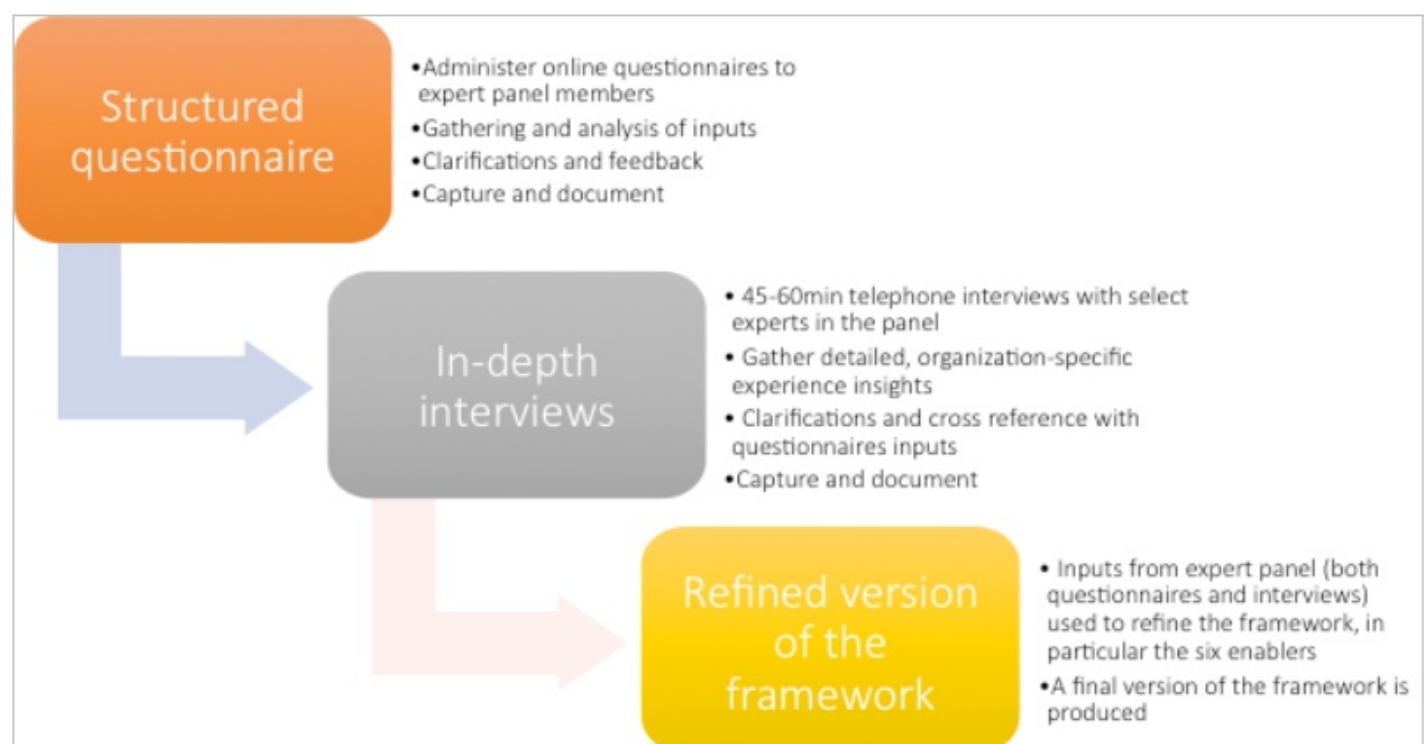 Structured
questionnaire
•Administer online questionnaires to
expert panel members
•Gathering and analysis of inputs
•Clarifications and feedback
•Capture and document
In-depth
interviews
• 45-60min telephone interviews with select
experts in the panel
• Gather detailed, organization-specific
experience insights
• Clarifications and cross reference with
questionnaires inputs
•Capture and document
Refined version
of the
framework
• Inputs from expert panel (both
questionnaires and interviews)
used to refine the framework, in
particular the six enablers
•A final version of the framework is
produced